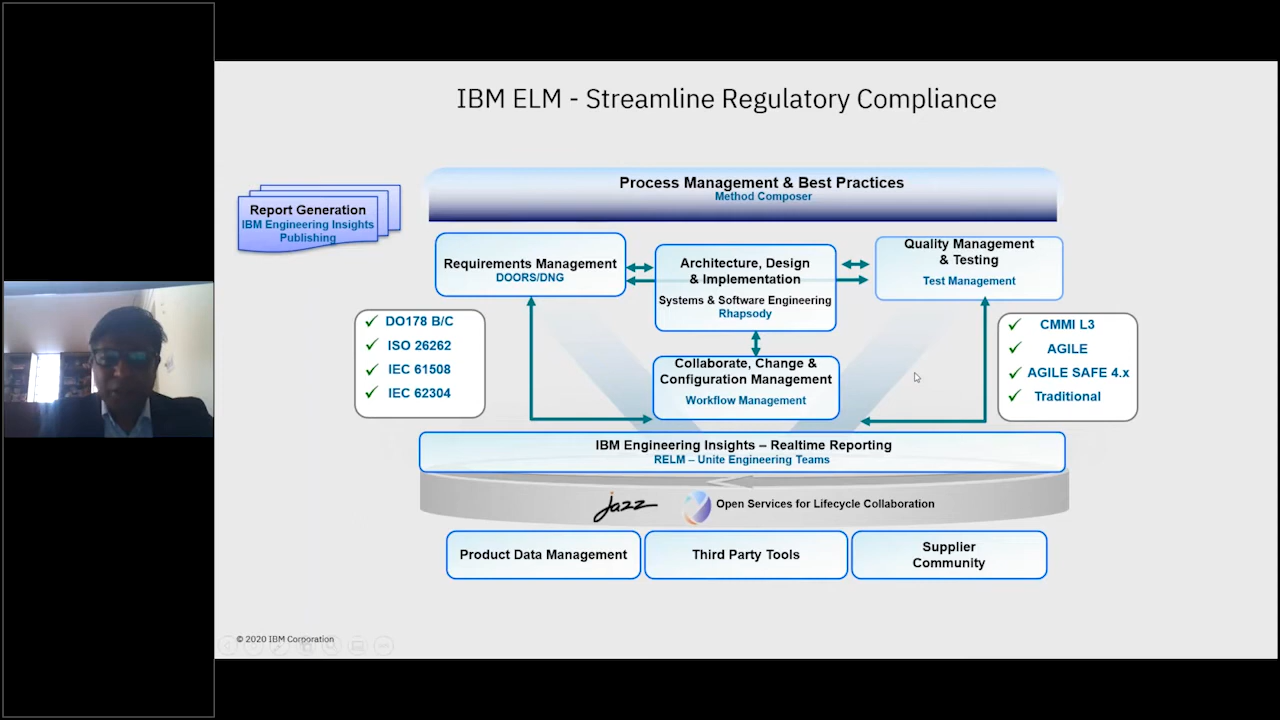 IBM ELM - Streamline Regulatory Compliance
Process Management & Best Practices
Method Composer
Report Generation
IBM Engineering Insights
Publishing
Requirements Management
DOORS/DNG
Architecture, Design
& Implementation
Systems & Software Engineering
Rhapsody
Quality Management
& Testing
Test Management
DO178 B/C
ISO 26262
IEC 61508
IEC 62304
Collaborate, Change &
Configuration Management
Workflow Management
CMMI L3
AGILE
AGILE SAFE 4.x
Traditional
IBM Engineering Insights – Realtime Reporting
RELM – Unite Engineering Teams
jazz
Open Services for Lifecycle Collaboration
Product Data Management
Third Party Tools
Supplier
Community
© 2020 IBM Corporation